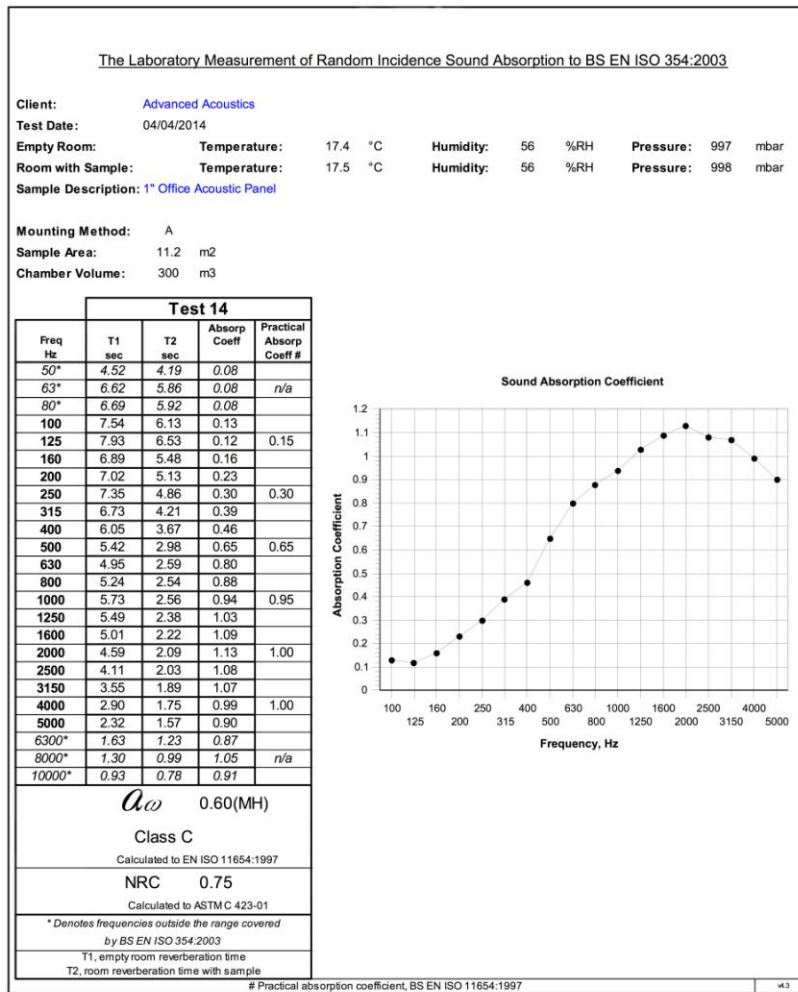 The Laboratory Measurement of Random Incidence Sound Absorption to BS EN ISO 354:2003
Client: Advanced Acoustics
Test Date: 04/04/2014
Empty Room: Temperature: 17.4 °C Humidity: 56 %RH Pressure: 997 mbar
Room with Sample: Temperature: 17.5 °C Humidity: 56 %RH Pressure: 998 mbar
Sample Description: 1" Office Acoustic Panel
Mounting Method: A
Sample Area: 11.2 m2
Chamber Volume: 300 m3
Test 14
Freq Hz T1 sec T2 sec Absorp Coeff Practical Absorp Coeff #
50* 4.52 4.19 0.08
63* 6.62 5.86 0.08 n/a
80* 6.69 5.92 0.08
100 7.54 6.13 0.13
125 7.93 6.53 0.12 0.15
160 6.89 5.48 0.16
200 7.02 5.13 0.23
250 7.35 4.86 0.30 0.30
315 6.73 4.21 0.39
400 6.05 3.67 0.46
500 5.42 2.98 0.65 0.65
630 4.95 2.59 0.80
800 5.24 2.54 0.88
1000 5.73 2.56 0.94 0.95
1250 5.49 2.38 1.03
1600 5.01 2.22 1.09
2000 4.59 2.09 1.13 1.00
2500 4.11 2.03 1.08
3150 3.55 1.89 1.07
4000 2.90 1.75 0.99 1.00
5000 2.32 1.57 0.90
6300* 1.63 1.23 0.87
8000* 1.30 0.99 1.05 n/a
10000* 0.93 0.78 0.91
αω 0.60(MH)
Class C
Calculated to EN ISO 11654:1997
NRC 0.75
Calculated to ASTM C 423-01
* Denotes frequencies outside the range covered
by BS EN ISO 354:2003
T1, empty room reverberation time
T2, room reverberation time with sample
Sound Absorption Coefficient
Absorption Coefficient
1.2
1.1
1
0.9
0.8
0.7
0.6
0.5
0.4
0.3
0.2
0.1
0
100 160 250 400 630 1000 1600 2500 4000
125 200 315 500 800 1250 2000 3150 5000
Frequency, Hz
# Practical absorption coefficient, BS EN ISO 11654:1997
v4.3